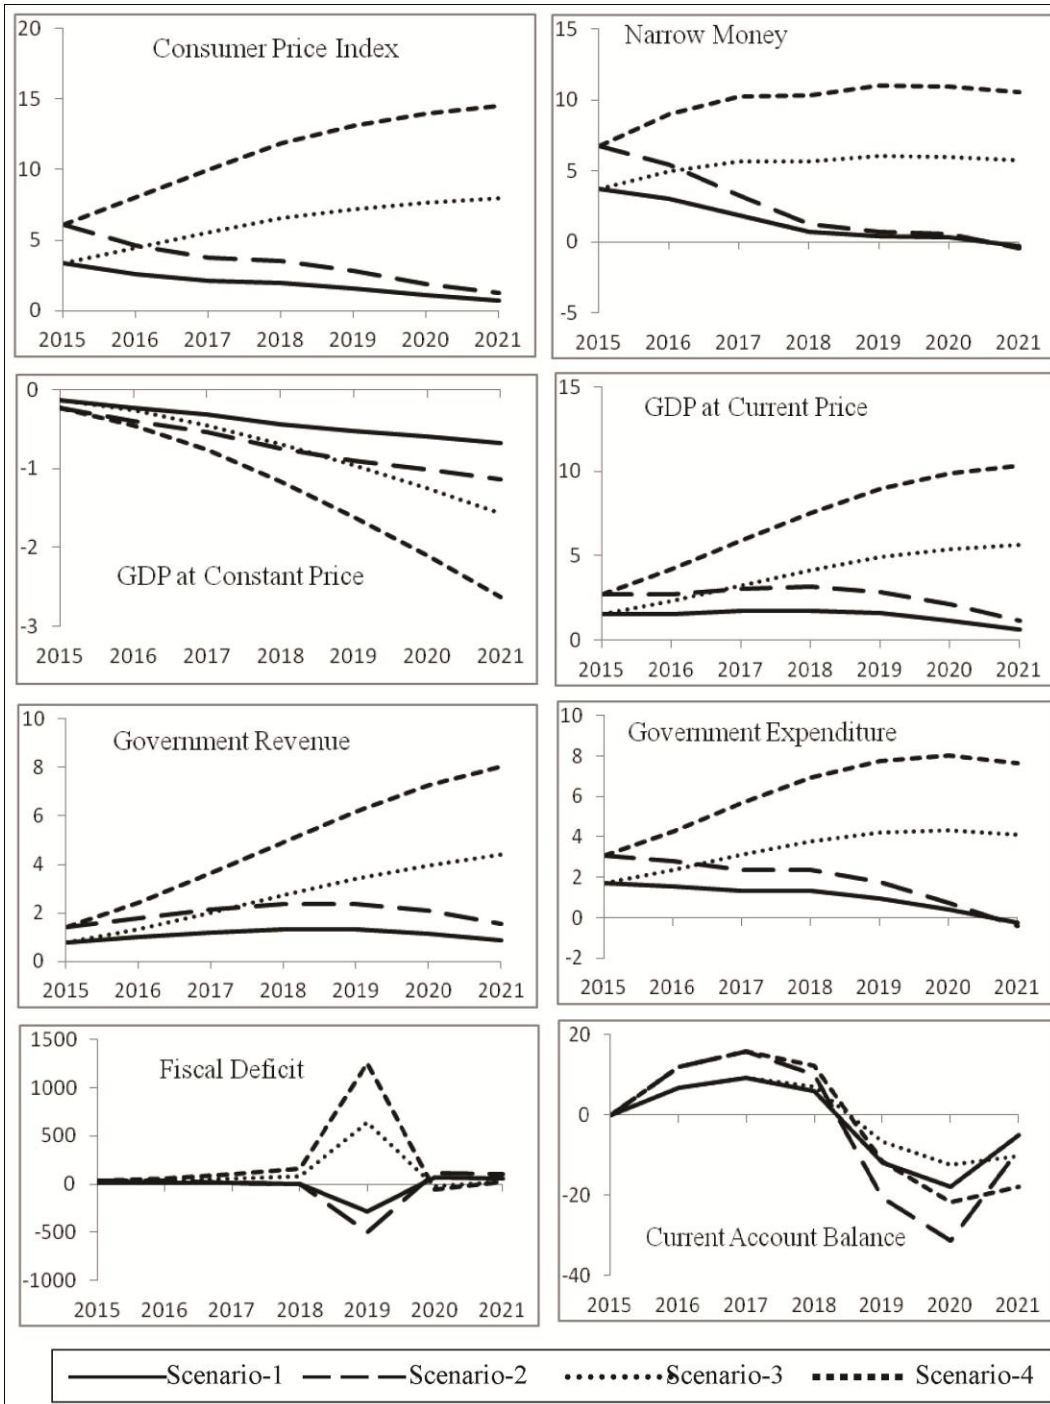 Consumer Price Index
20
15
10
5
0
2015 2016 2017 2018 2019 2020 2021
Narrow Money
15
10
5
0
-5
2015 2016 2017 2018 2019 2020 2021
0
-1
-2
-3
GDP at Constant Price
2015 2016 2017 2018 2019 2020 2021
GDP at Current Price
15
10
5
0
2015 2016 2017 2018 2019 2020 2021
Government Revenue
10
8
6
4
2
0
2015 2016 2017 2018 2019 2020 2021
Government Expenditure
10
8
6
4
2
0
-2
2015 2016 2017 2018 2019 2020 2021
Fiscal Deficit
1500
1000
500
0
-500
-1000
2015 2016 2017 2018 2019 2020 2021
20
0
-20
-40
Current Account Balance
2015 2016 2017 2018 2019 2020 2021
Scenario-1 Scenario-2 Scenario-3 Scenario-4